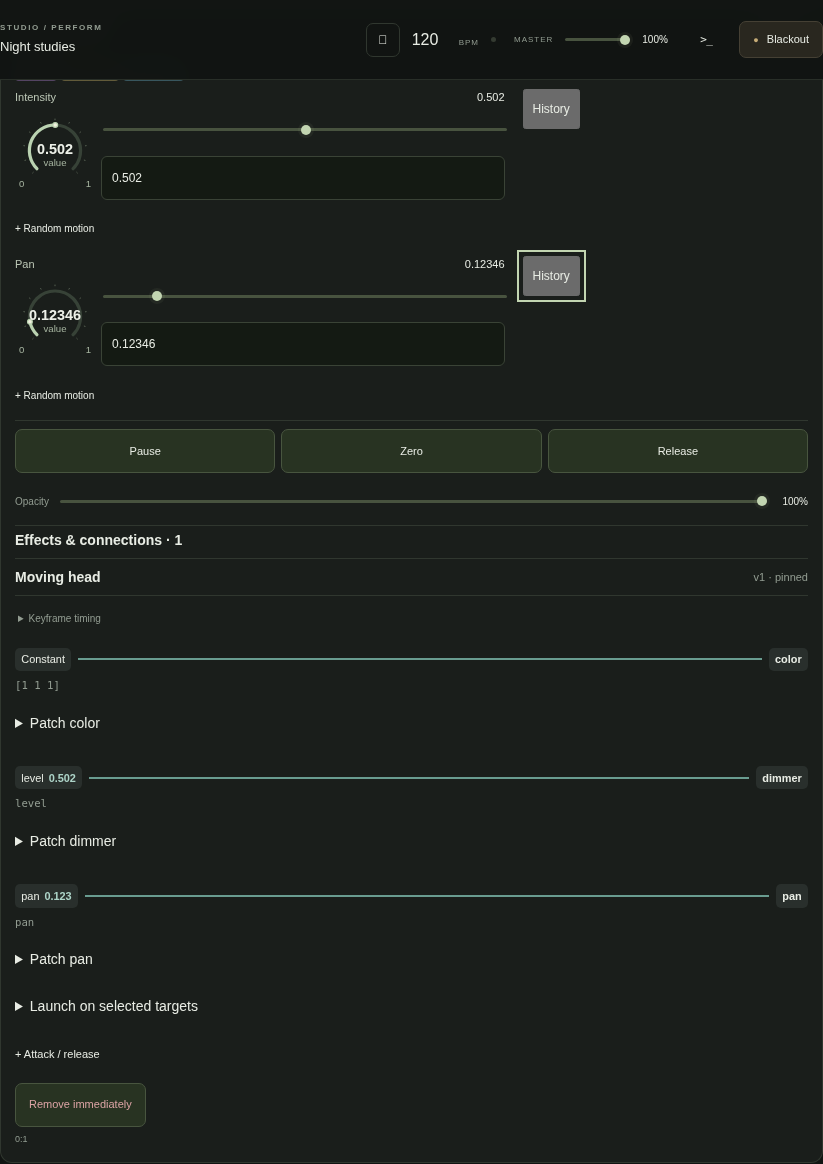 STUDIO / PERFORM
Night studies
120 BPM
MASTER 100%
>_
Blackout
Intensity 0.502
History
0.502
value
0 1
0.502
+ Random motion
Pan 0.12346
History
0.12346
value
0 1
0.12346
+ Random motion
Pause Zero Release
Opacity 100%
Effects & connections · 1
Moving head v1 · pinned
Keyframe timing
Constant color
[1 1 1]
Patch color
level 0.502 dimmer
level
Patch dimmer
pan 0.123 pan
pan
Patch pan
Launch on selected targets
+ Attack / release
Remove immediately
0:1